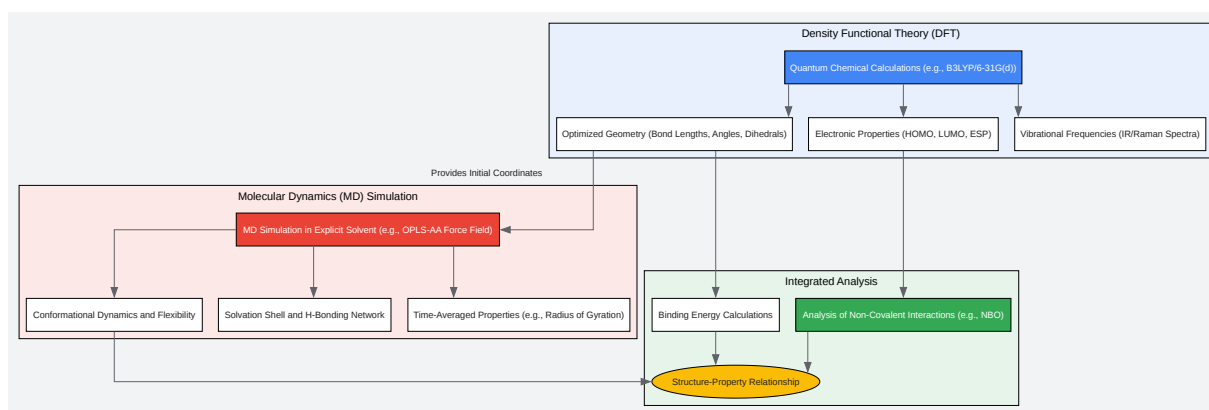 Density Functional Theory (DFT)
Quantum Chemical Calculations (e.g., B3LYP/6-31G(d))
Optimized Geometry (Bond Lengths, Angles, Dihedrals)
Electronic Properties (HOMO, LUMO, ESP)
Vibrational Frequencies (IR/Raman Spectra)
Provides Initial Coordinates
Molecular Dynamics (MD) Simulation
MD Simulation in Explicit Solvent (e.g., OPLS-AA Force Field)
Conformational Dynamics and Flexibility
Solvation Shell and H-Bonding Network
Time-Averaged Properties (e.g., Radius of Gyration)
Integrated Analysis
Binding Energy Calculations
Analysis of Non-Covalent Interactions (e.g., NBO)
Structure-Property Relationship